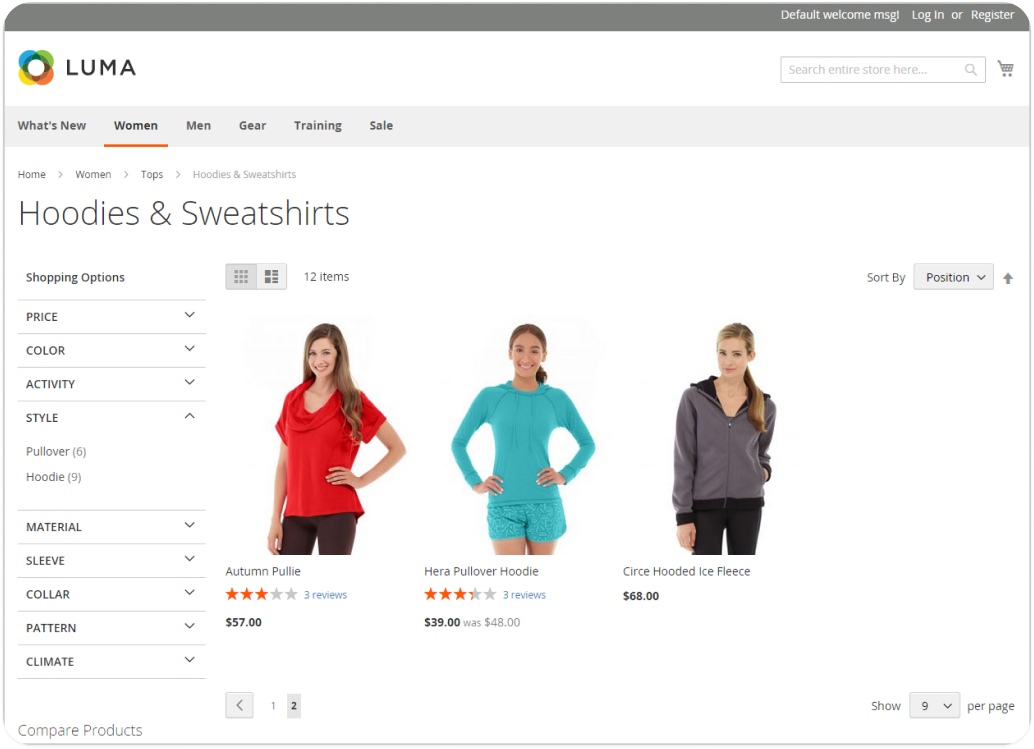 Default welcome msg! Log In or Register
LUMA
Search entire store here...
What's New Women Men Gear Training Sale
Home > Women > Tops > Hoodies & Sweatshirts
Hoodies & Sweatshirts
Shopping Options
12 items
Sort By Position
PRICE
COLOR
ACTIVITY
STYLE
Pullover (6)
Hoodie (9)
MATERIAL
SLEEVE
COLLAR
PATTERN
CLIMATE
Autumn Pullie
3 reviews
$57.00
Hera Pullover Hoodie
3 reviews
$39.00 was $48.00
Circe Hooded Ice Fleece
$68.00
1 2
Show 9 per page
Compare Products